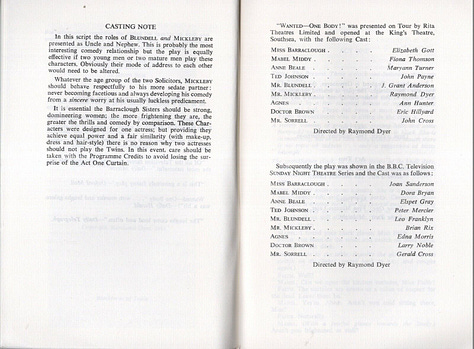 CASTING NOTE
In this script the roles of BLUNDELL and MICKLEBY are
presented as Uncle and Nephew. This is probably the most
interesting comedy relationship but the play is equally
effective if two young men or two mature men play these
characters. Obviously their mode of address to each other
would need to be altered.
Whatever the age group of the two Solicitors, MICKLEBY
should behave respectfully to his more sedate partner:
never becoming facetious and always developing his comedy
from a sincere worry at his usually luckless predicament.
It is essential the Barraclough Sisters should be strong,
domineering women; the more frightening they are, the
greater the thrills and comedy by comparison. These Char-
acters were designed for one actress; but providing they
achieve equal power and a fair similarity (with make-up,
dress and hair-style) there is no reason why two actresses
should not play the Twins. In this event, care should be
taken with the Programme Credits to avoid losing the sur-
prise of the Act One Curtain.
"WANTED—ONE BODY!" was presented on Tour by Rita
Theatres Limited and opened at the King's Theatre,
Southsea, with the following Cast:
MISS BARRACLOUGH . . . . Elizabeth Gott
MABEL MIDDY . . . . Fiona Thomson
ANNE BEALE . . . . Maryann Turner
TED JOHNSON . . . . John Payne
MR. BLUNDELL . . . . J. Grant Anderson
MR. MICKLEBY . . . . Raymond Dyer
AGNES . . . . Ann Hunter
DOCTOR BROWN . . . . Eric Hillyard
MR. SORRELL . . . . John Cross
Directed by Raymond Dyer
Subsequently the play was shown in the B.B.C. Television
SUNDAY NIGHT THEATRE Series and the Cast was as follows:
MISS BARRACLOUGH . . . . Joan Sanderson
MABEL MIDDY . . . . Dora Bryan
ANNE BEALE . . . . Elspet Gray
TED JOHNSON . . . . Peter Mercier
MR. BLUNDELL . . . . Leo Franklyn
MR. MICKLEBY . . . . Brian Rix
AGNES . . . . Edna Morris
DOCTOR BROWN . . . . Larry Noble
MR. SORRELL . . . . Gerald Cross
Directed by Raymond Dyer